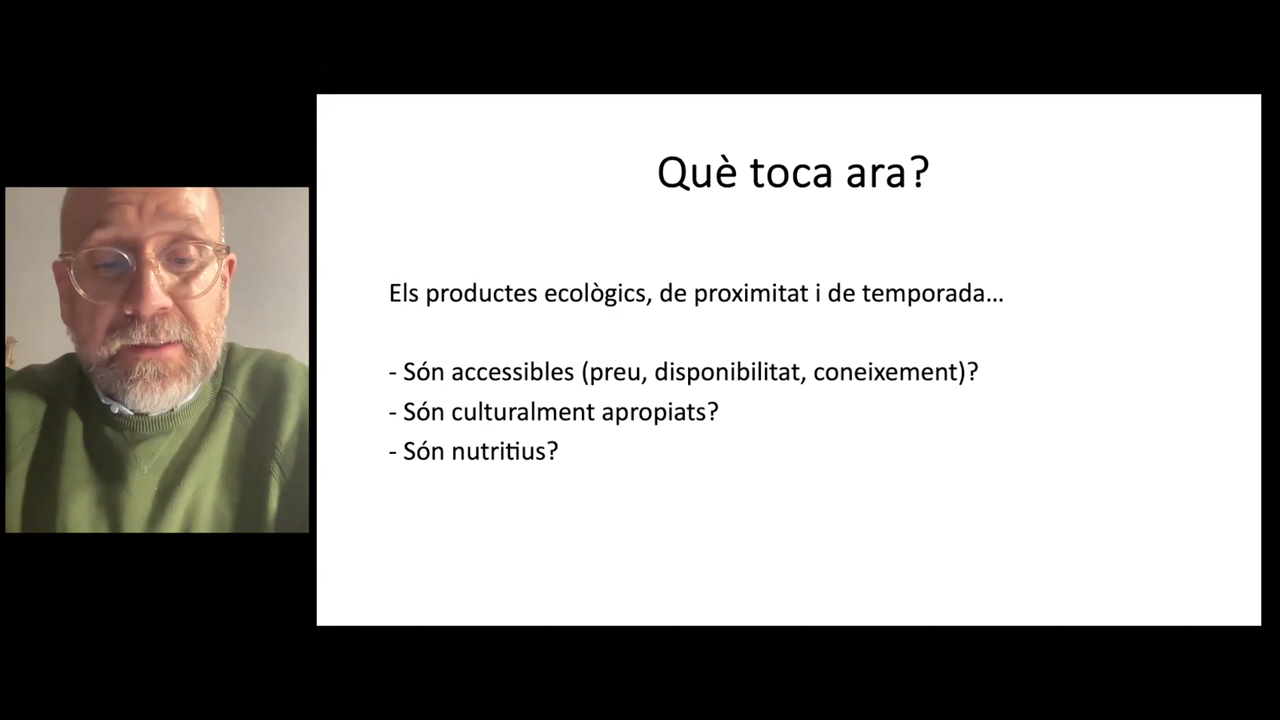 Què toca ara?
Els productes ecològics, de proximitat i de temporada…
- Són accessibles (preu, disponibilitat, coneixement)?
- Són culturalment apropiats?
- Són nutritius?